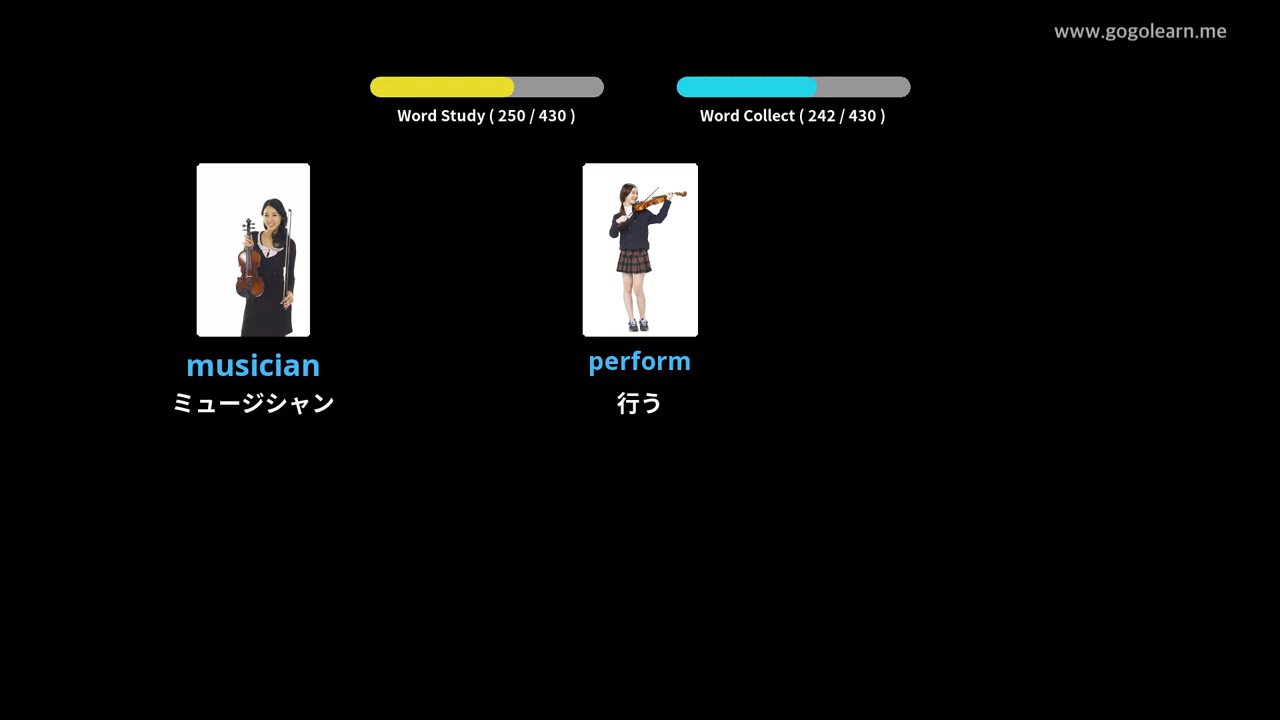 www.gogolearn.me
Word Study ( 250 / 430 )
Word Collect ( 242 / 430 )
musician
ミュージシャン
perform
行う